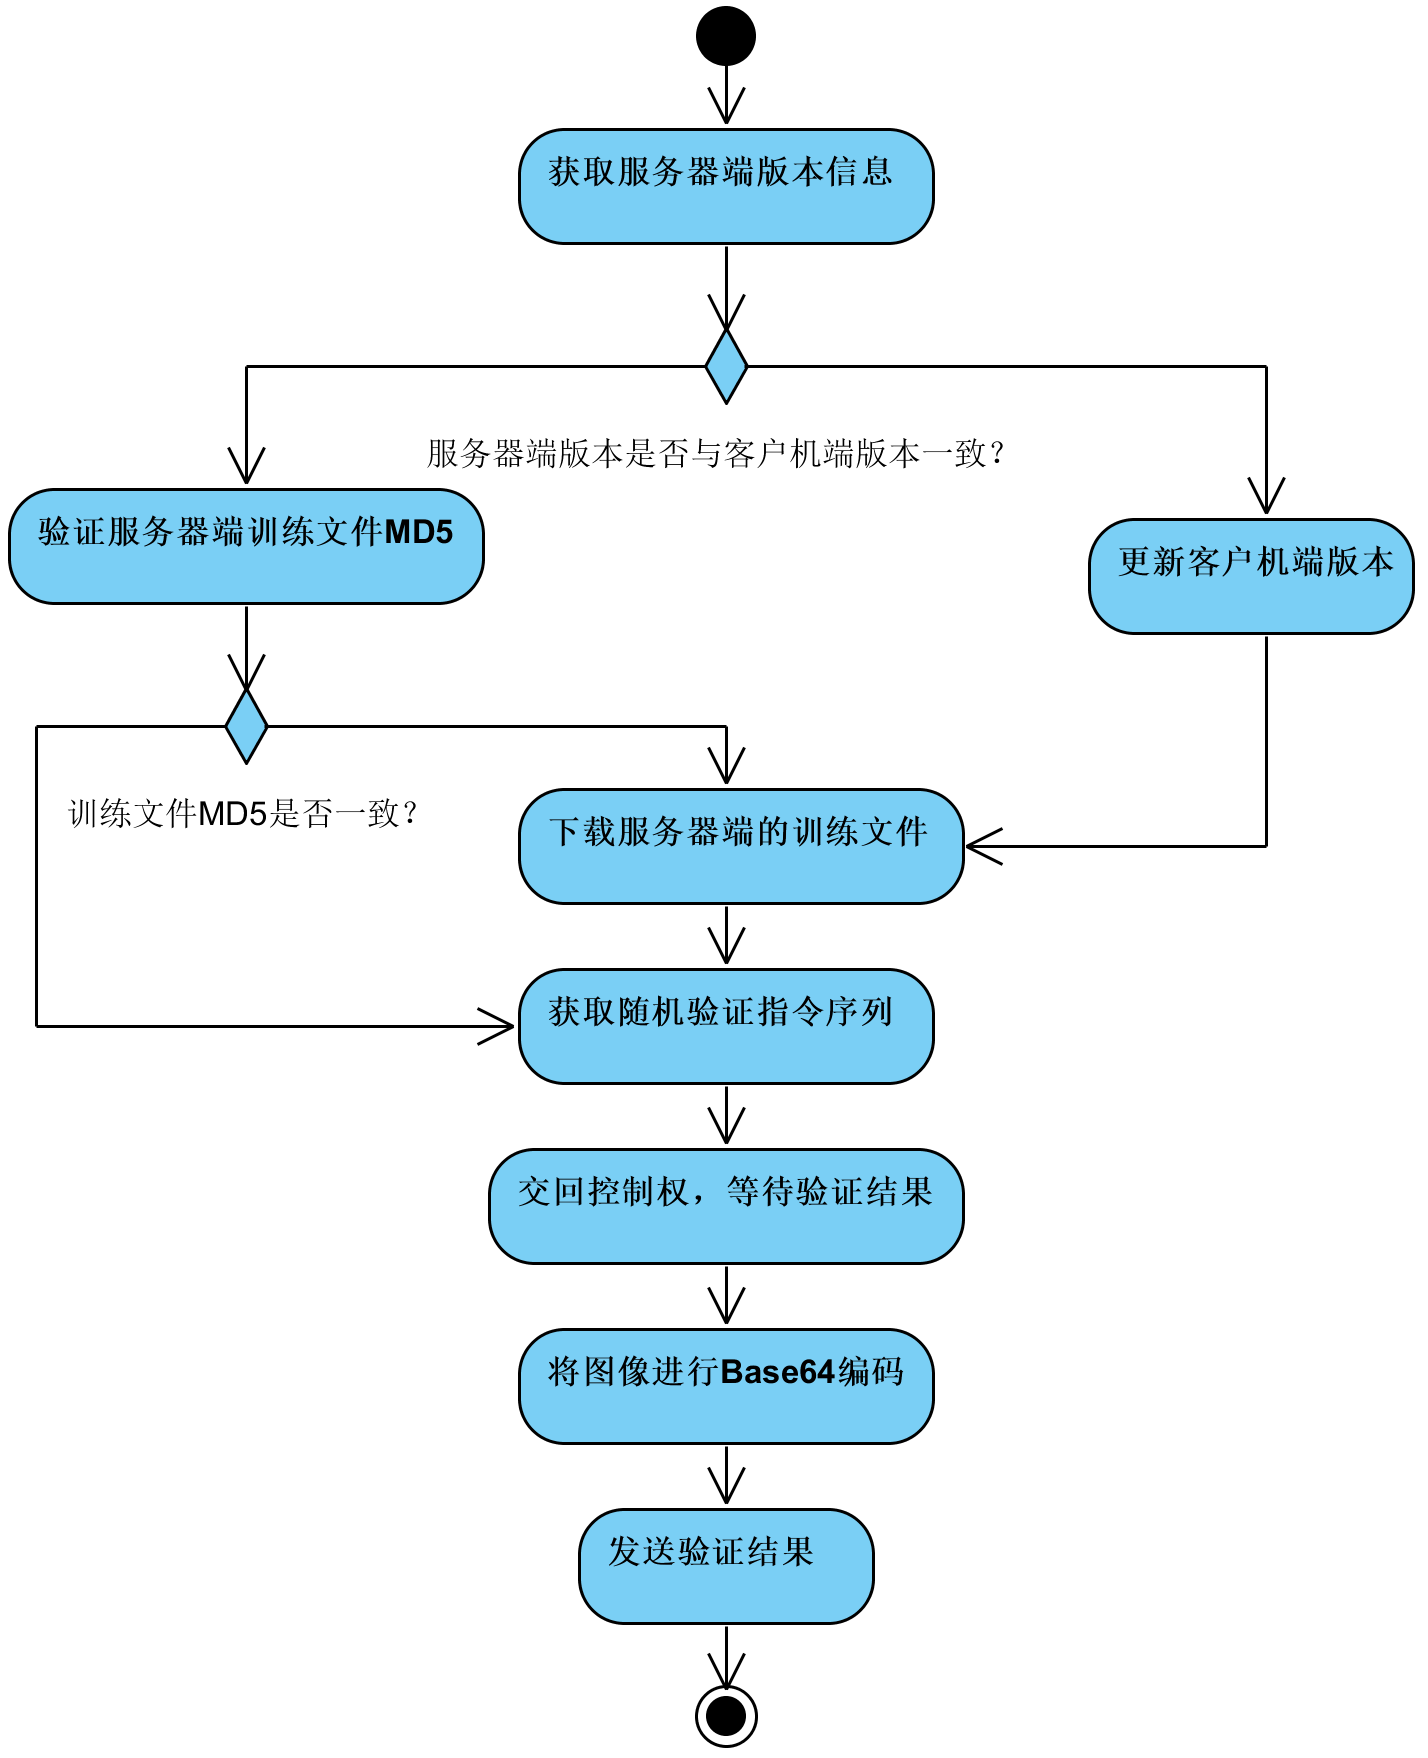 获取服务器端版本信息
服务器端版本是否与客户机端版本一致？
验证服务器端训练文件MD5
更新客户机端版本
训练文件MD5是否一致？
下载服务器端的训练文件
获取随机验证指令序列
交回控制权，等待验证结果
将图像进行Base64编码
发送验证结果